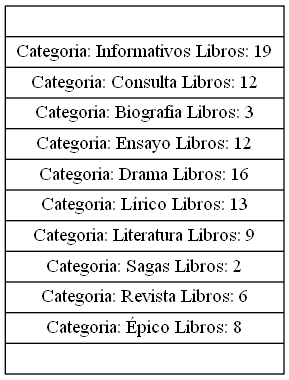 Categoria: Informativos Libros: 19
Categoria: Consulta Libros: 12
Categoria: Biografia Libros: 3
Categoria: Ensayo Libros: 12
Categoria: Drama Libros: 16
Categoria: Lírico Libros: 13
Categoria: Literatura Libros: 9
Categoria: Sagas Libros: 2
Categoria: Revista Libros: 6
Categoria: Épico Libros: 8